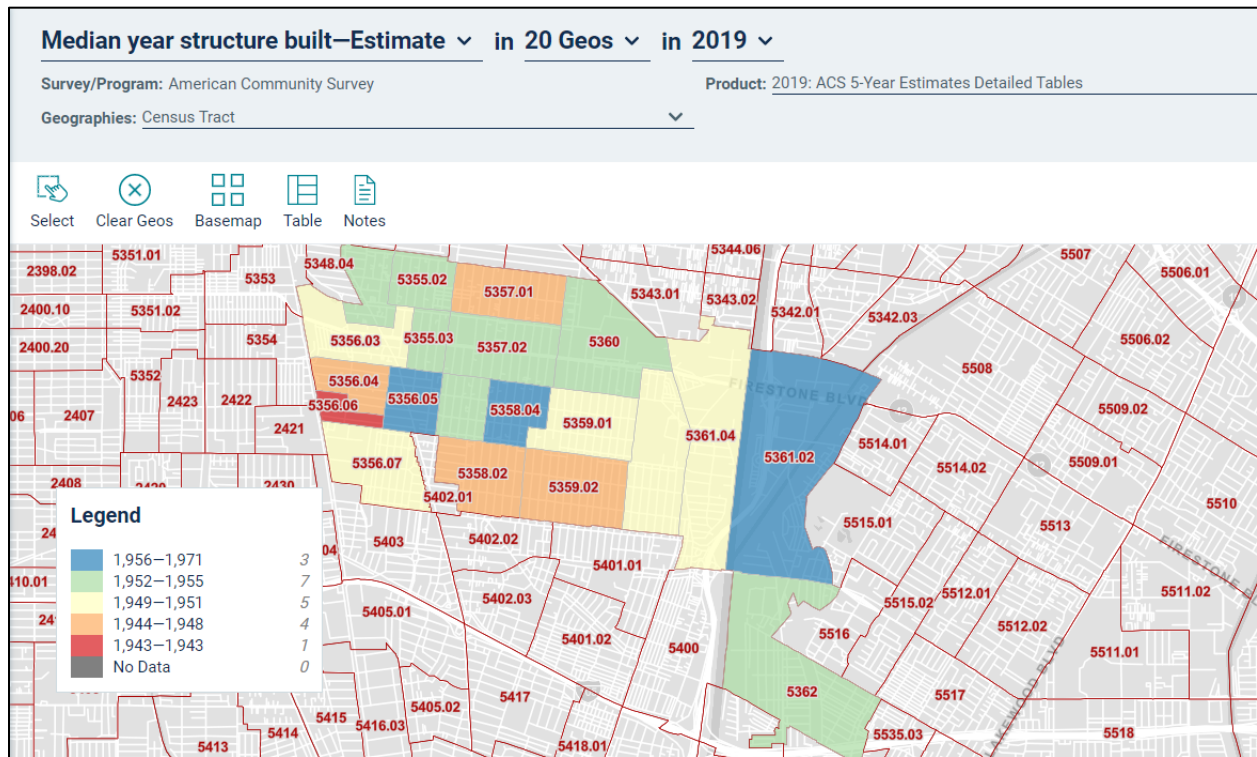 Median year structure built—Estimate in 20 Geos in 2019
Survey/Program: American Community Survey Product: 2019: ACS 5-Year Estimates Detailed Tables
Geographies: Census Tract
Select Clear Geos Basemap Table Notes
5351.01 5348.04 5344.06 5507
2398.02 5353 5355.02 5357.01 5343.01 5343.02 5342.01 5506.01
2400.10 5351.02 5342.03
2400.20 5354 5356.03 5355.03 5357.02 5360 5506.02
5352 5356.04 5508
2407 2423 2422 5356.06 5356.05 5358.04 5359.01 FIRESTONE BLVD 5509.02
2421 5361.04 5361.02 5514.01 5509.01
5356.07 5358.02 5359.02 5514.02
2408 2430 5402.01 5510
5403 5402.02 5401.01 5515.01 5513 FIRESTONE
5402.03 5515.02 5512.01 5511.02
5405.01 5401.02 5400 5516 5512.02
5511.01
5362 5517
5415 5416.03 5405.02 5417 5535.03 LAKEWOOD BLVD 5518
5413 5414 5418.01
Legend
1,956—1,971 3
1,952—1,955 7
1,949—1,951 5
1,944—1,948 4
1,943—1,943 1
No Data 0